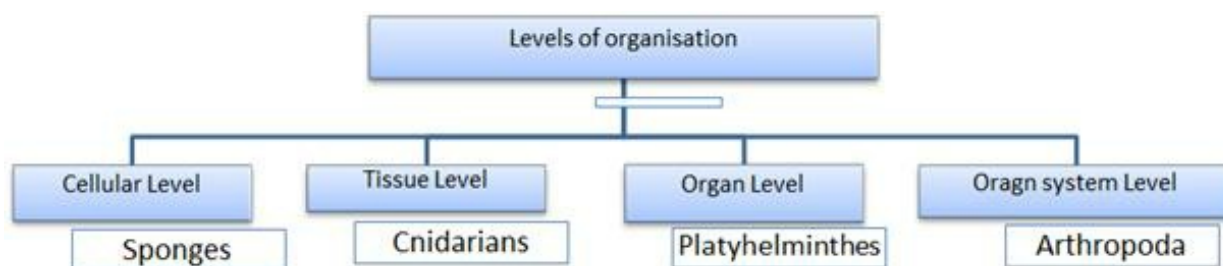 Levels of organisation
Cellular Level
Tissue Level
Organ Level
Oragn system Level
Sponges
Cnidarians
Platyhelminthes
Arthropoda